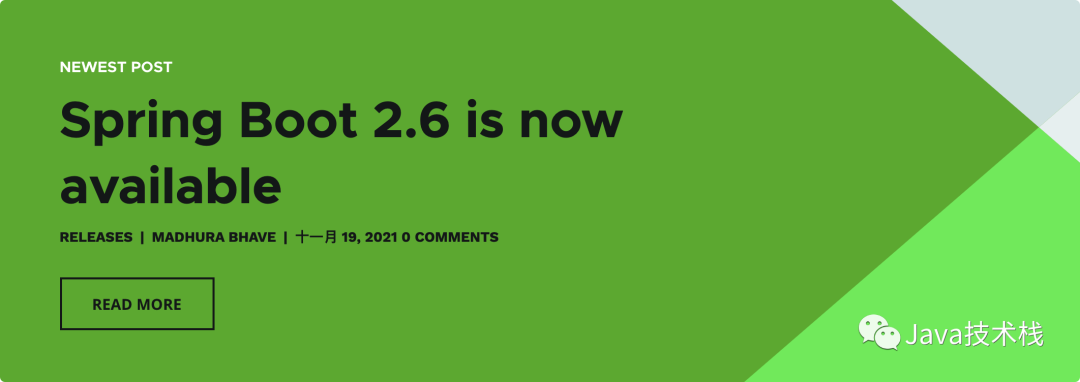 NEWEST POST
Spring Boot 2.6 is now
available
RELEASES | MADHURA BHAVE | 十一月 19, 2021 0 COMMENTS
READ MORE
Java技术栈